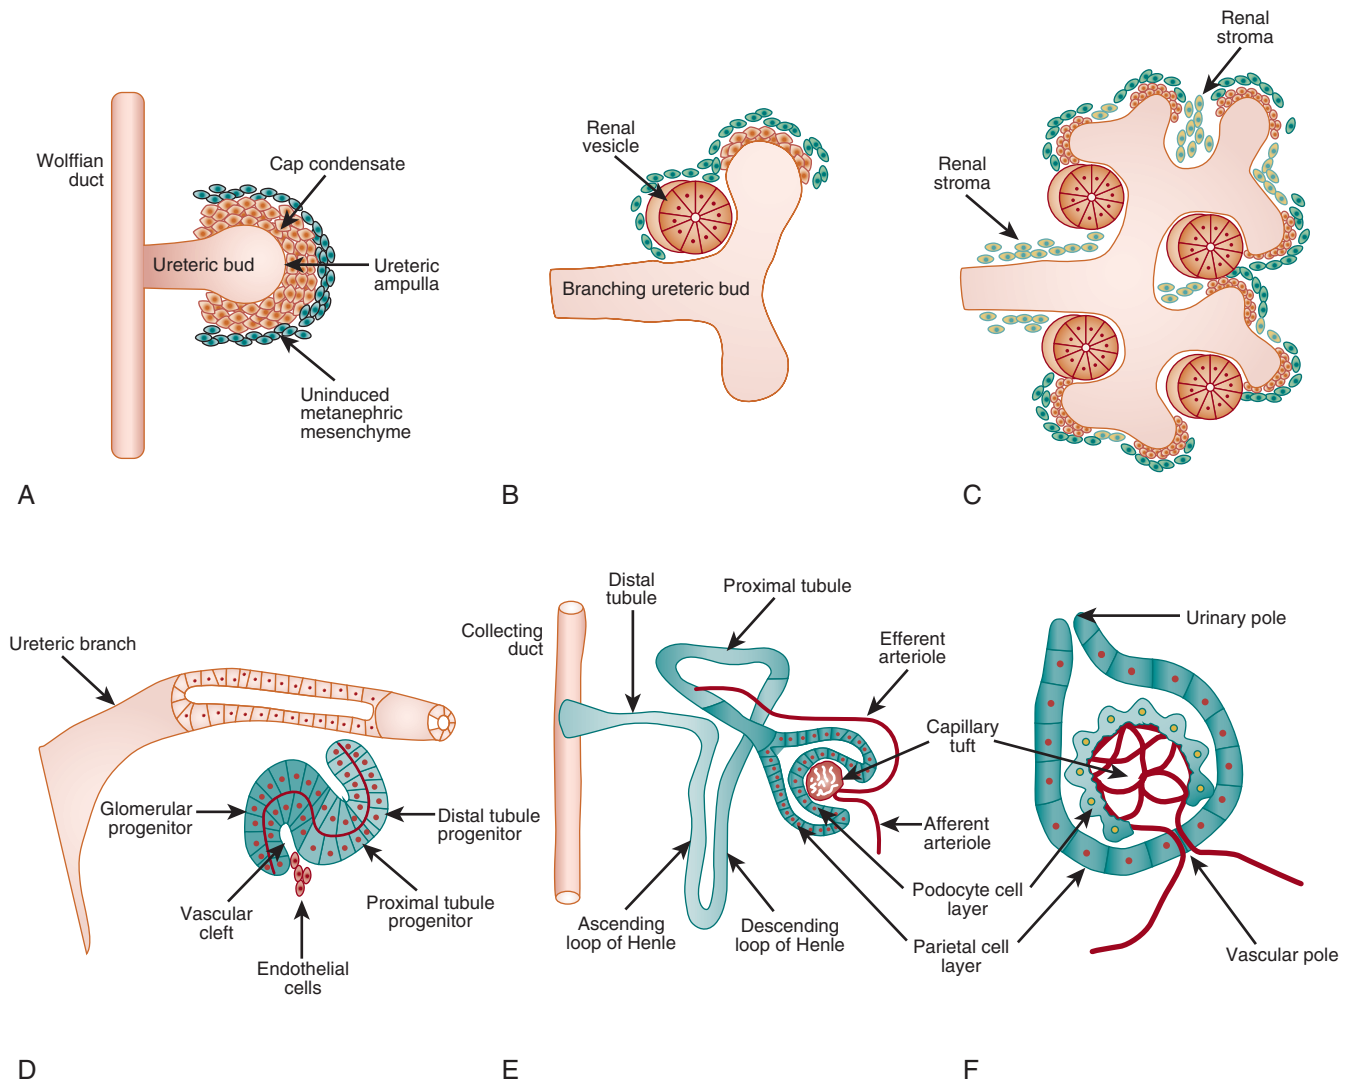 Wolffian
duct
Cap condensate
Ureteric bud
Ureteric
ampulla
Uninduced
metanephric
mesenchyme
A
Renal
vesicle
Branching ureteric bud
B
Renal
stroma
Renal
stroma
C
Ureteric branch
Glomerular
progenitor
Distal tubule
progenitor
Vascular
cleft
Proximal tubule
progenitor
Endothelial
cells
D
Distal
tubule
Proximal tubule
Collecting
duct
Efferent
arteriole
Capillary
tuft
Afferent
arteriole
Podocyte cell
layer
Ascending
loop of Henle
Descending
loop of Henle
Parietal cell
layer
E
Urinary pole
Vascular pole
F